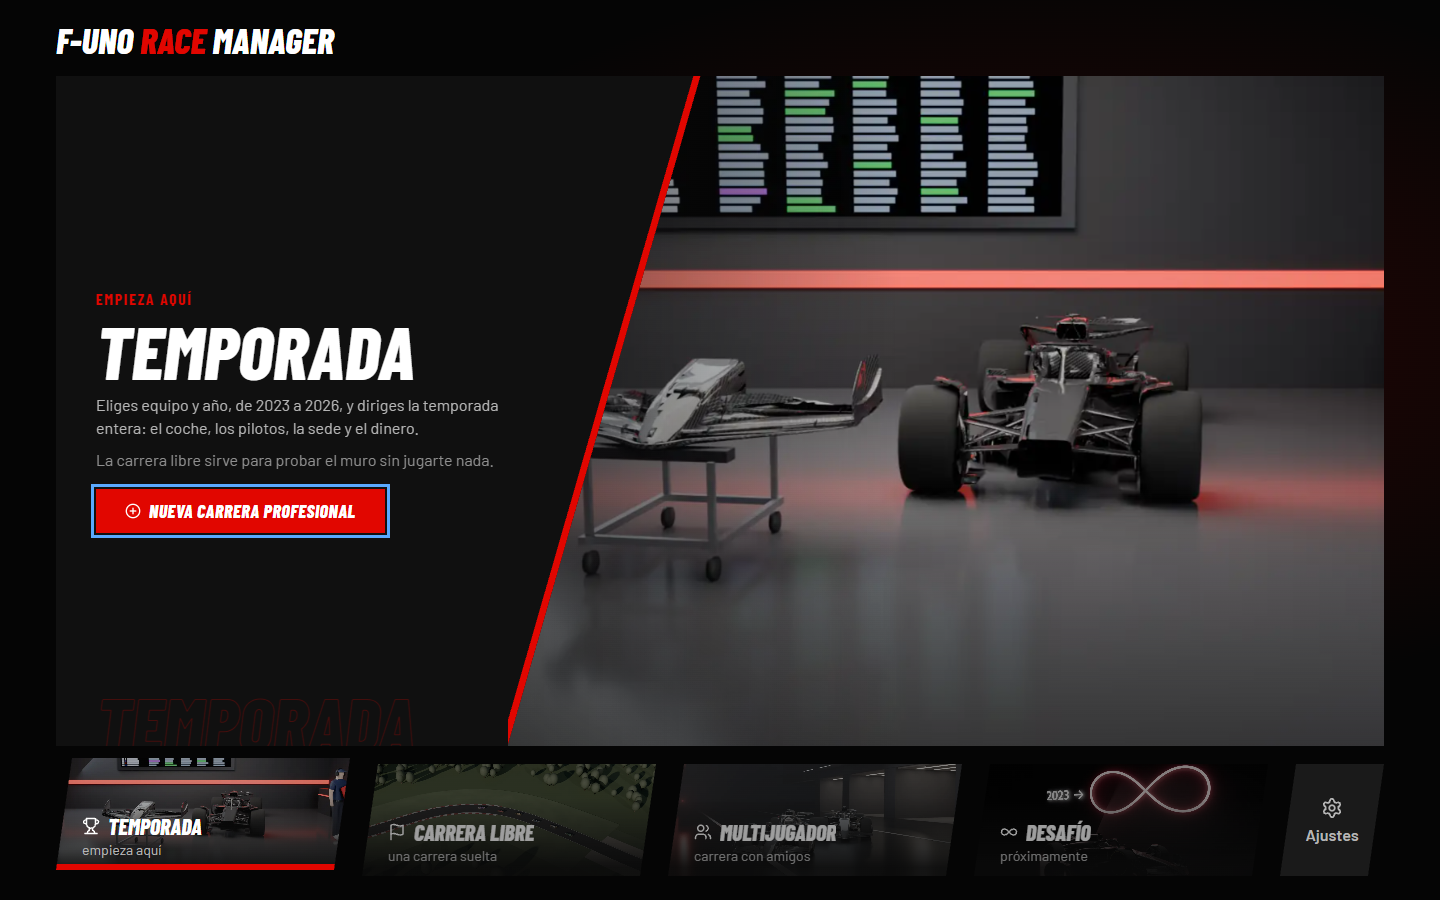 F-UNO RACE MANAGER
EMPIEZA AQUÍ
TEMPORADA
Eliges equipo y año, de 2023 a 2026, y diriges la temporada
entera: el coche, los pilotos, la sede y el dinero.
La carrera libre sirve para probar el muro sin jugarte nada.
NUEVA CARRERA PROFESIONAL
TEMPORADA
TEMPORADA
empieza aquí
CARRERA LIBRE
una carrera suelta
MULTIJUGADOR
carrera con amigos
2023 →
DESAFÍO
próximamente
Ajustes